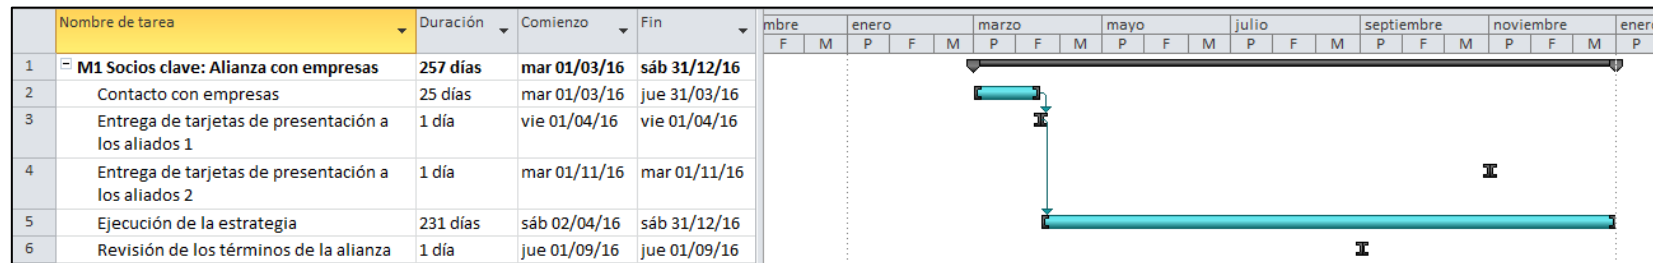 Nombre de tarea Duración Comienzo Fin mbre enero marzo mayo julio septiembre noviembre ener
F M P F M P F M P F M P F M P F M P F M P
1 M1 Socios clave: Alianza con empresas 257 días mar 01/03/16 sáb 31/12/16
2 Contacto con empresas 25 días mar 01/03/16 jue 31/03/16
3 Entrega de tarjetas de presentación a 1 día vie 01/04/16 vie 01/04/16
los aliados 1
4 Entrega de tarjetas de presentación a 1 día mar 01/11/16 mar 01/11/16
los aliados 2
5 Ejecución de la estrategia 231 días sáb 02/04/16 sáb 31/12/16
6 Revisión de los términos de la alianza 1 día jue 01/09/16 jue 01/09/16